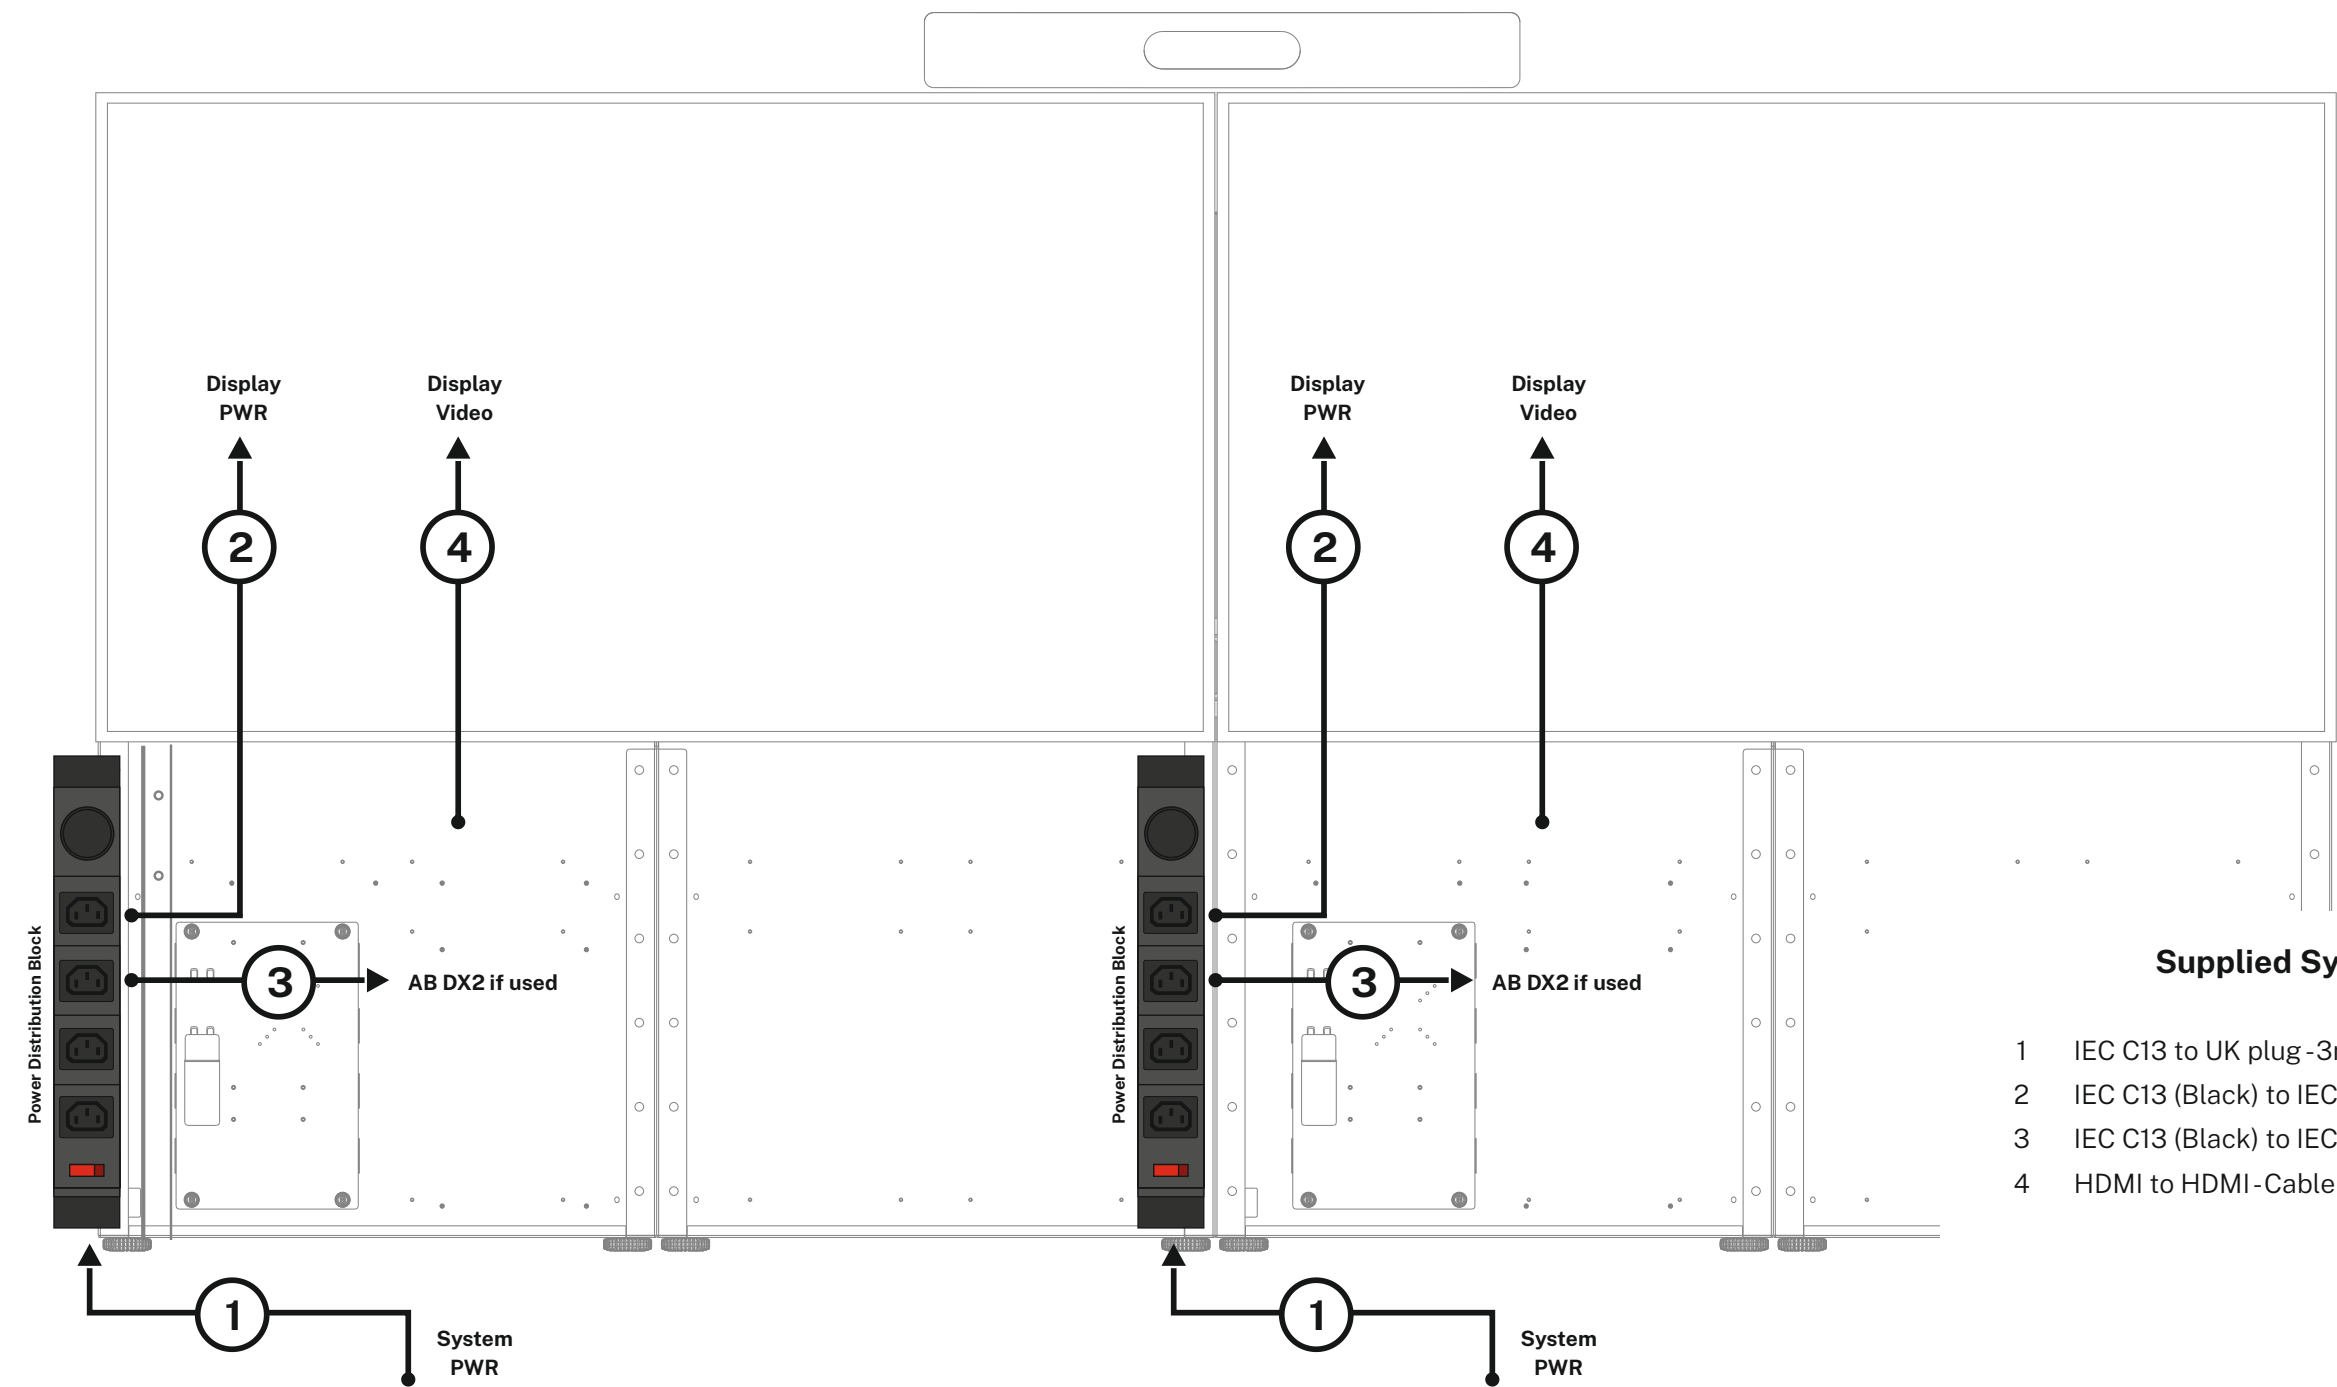 Display
PWR
Display
Video
Display
PWR
Display
Video
2
4
2
4
Power Distribution Block
3
AB DX2 if used
Power Distribution Block
3
AB DX2 if used
Supplied
1 IEC C13 to UK plug -
2 IEC C13 (Black) to IEC
3 IEC C13 (Black) to IEC
4 HDMI to HDMI - Cable
1
System
PWR
1
System
PWR